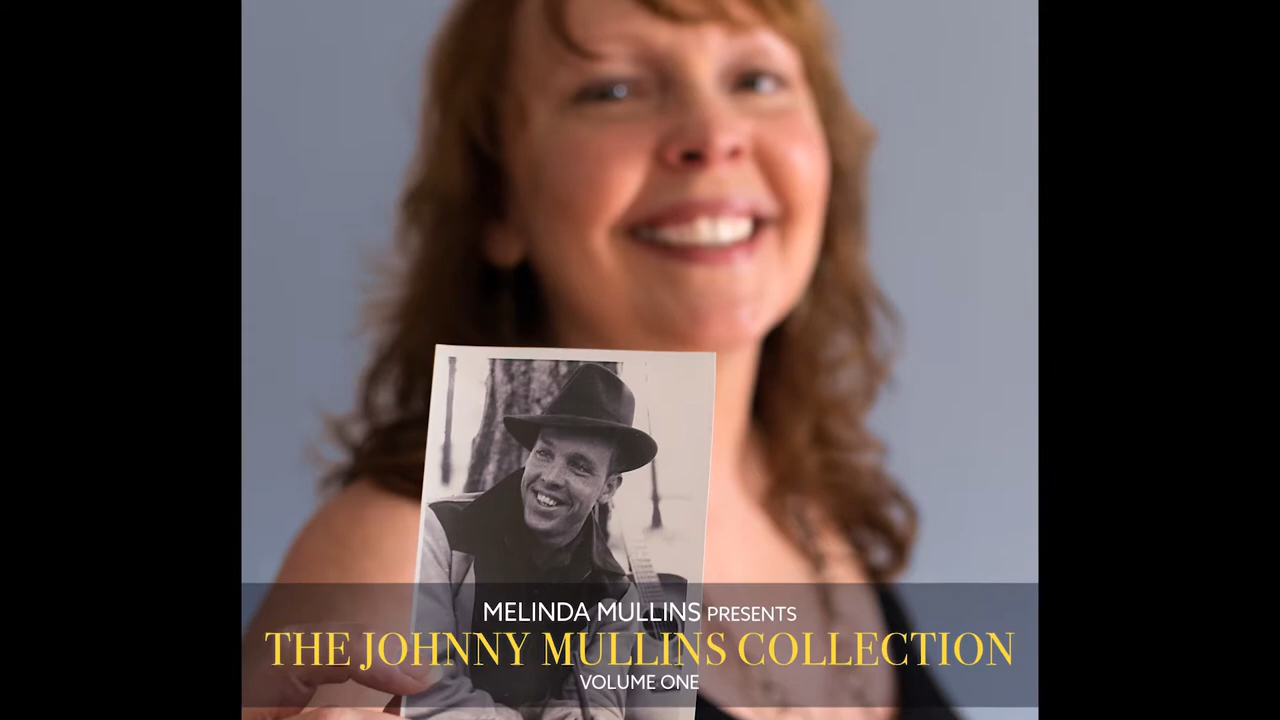 MELINDA MULLINS PRESENTS
THE JOHNNY MULLINS COLLECTION
VOLUME ONE